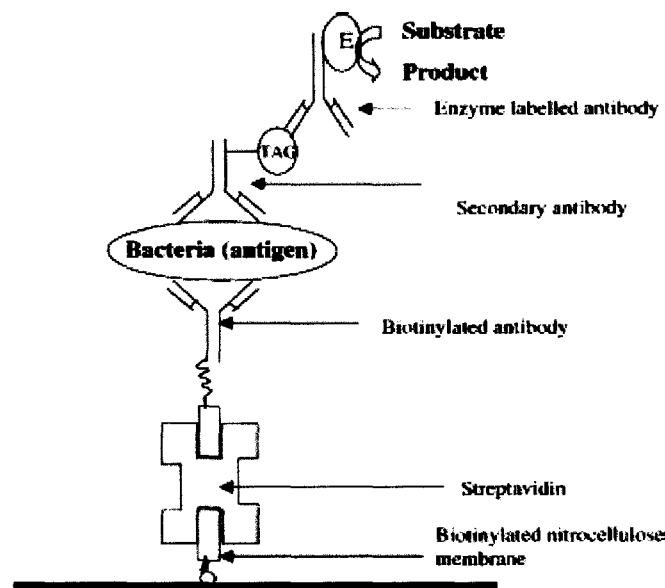 E
Substrate
Product
Enzyme labelled antibody
TAG
Secondary antibody
Bacteria (antigen)
Biotinylated antibody
Streptavidin
Biotinylated nitrocellulose
membrane